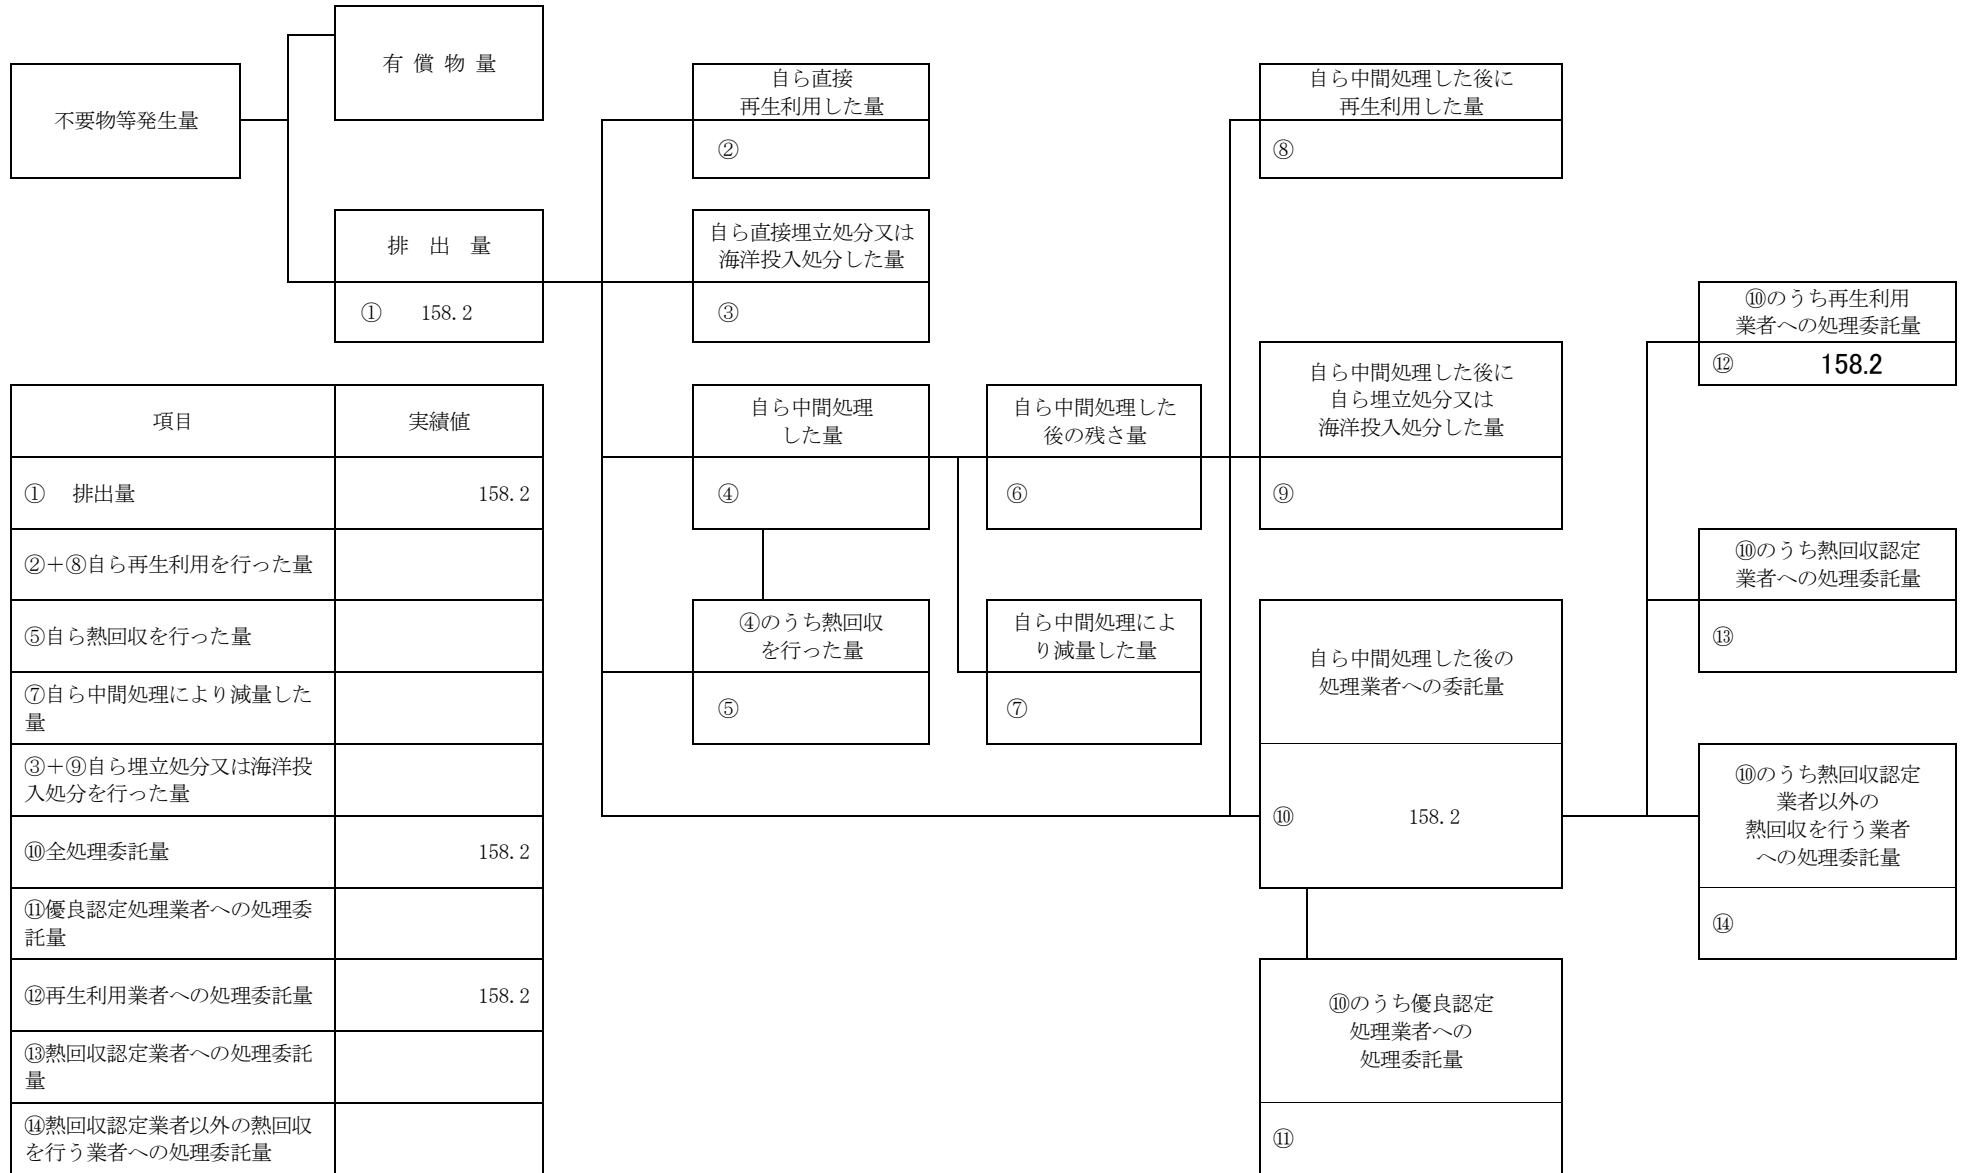 有 償 物 量
不要物等発生量
自ら直接
再生利用した量
②
自ら中間処理した後に
再生利用した量
⑧
排 出 量
① 158.2
自ら直接埋立処分又は
海洋投入処分した量
③
⑩のうち再生利用
業者への処理委託量
⑫ 158.2
自ら中間処理
した量
④
自ら中間処理した
後の残さ量
⑥
自ら中間処理した後に
自ら埋立処分又は
海洋投入処分した量
⑨
⑩のうち熱回収認定
業者への処理委託量
⑬
④のうち熱回収
を行った量
⑤
自ら中間処理によ
り減量した量
⑦
自ら中間処理した後の
処理業者への委託量
⑩ 158.2
⑩のうち熱回収認定
業者以外の
熱回収を行う業者
への処理委託量
⑭
⑩のうち優良認定
処理業者への
処理委託量
⑪
項目 実績値
① 排出量 158.2
②+⑧自ら再生利用を行った量
⑤自ら熱回収を行った量
⑦自ら中間処理により減量した
量
③+⑨自ら埋立処分又は海洋投
入処分を行った量
⑩全処理委託量 158.2
⑪優良認定処理業者への処理委
託量
⑫再生利用業者への処理委託量 158.2
⑬熱回収認定業者への処理委託
量
⑭熱回収認定業者以外の熱回収
を行う業者への処理委託量